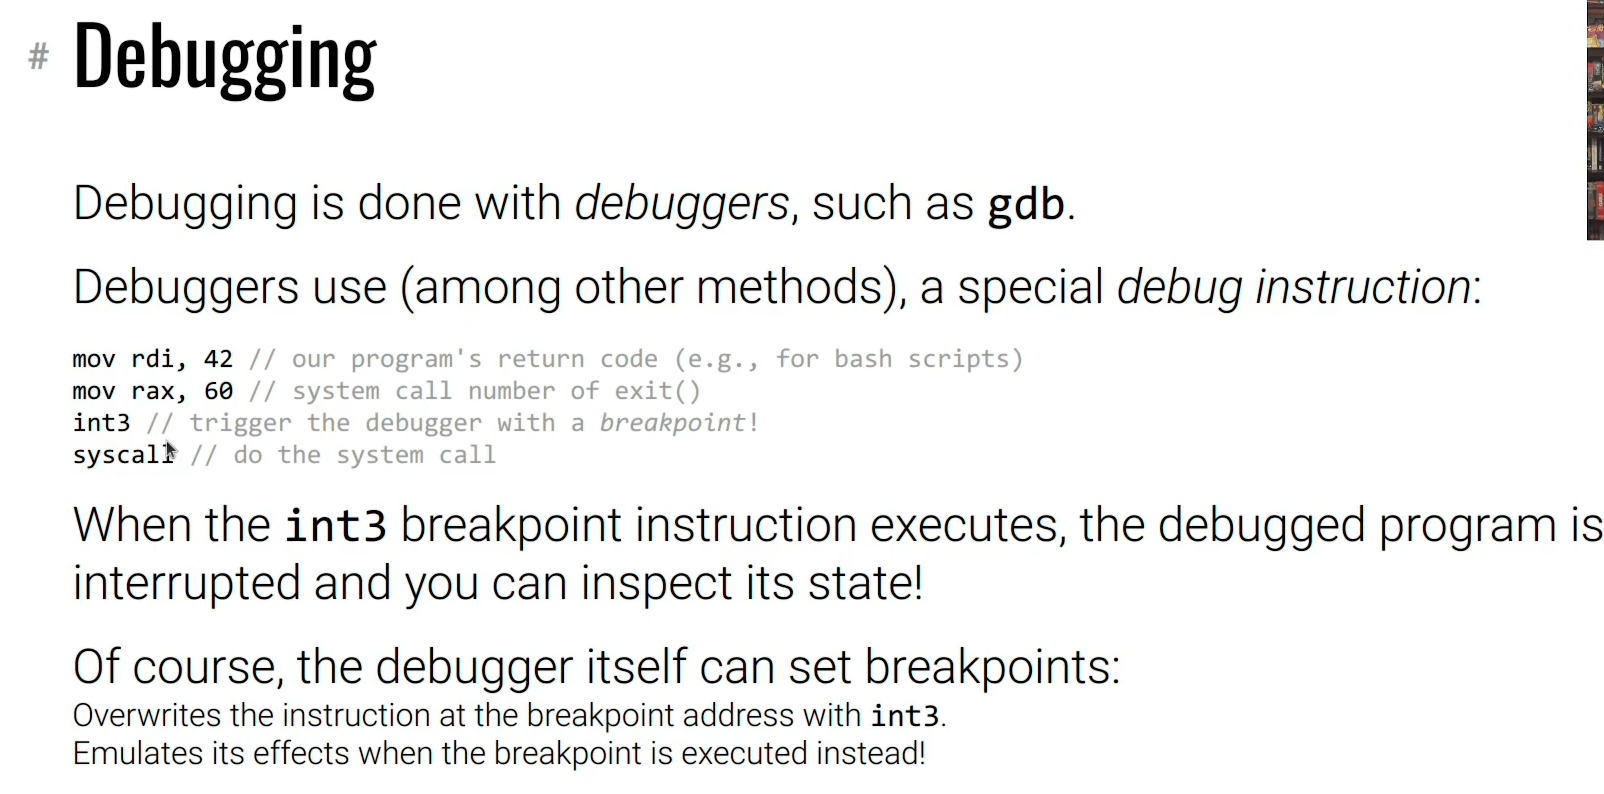 # Debugging
Debugging is done with debuggers, such as gdb.
Debuggers use (among other methods), a special debug instruction:
mov rdi, 42 // our program's return code (e.g., for bash scripts)
mov rax, 60 // system call number of exit()
int3 // trigger the debugger with a breakpoint!
syscall // do the system call
When the int3 breakpoint instruction executes, the debugged program is
interrupted and you can inspect its state!
Of course, the debugger itself can set breakpoints:
Overwrites the instruction at the breakpoint address with int3.
Emulates its effects when the breakpoint is executed instead!